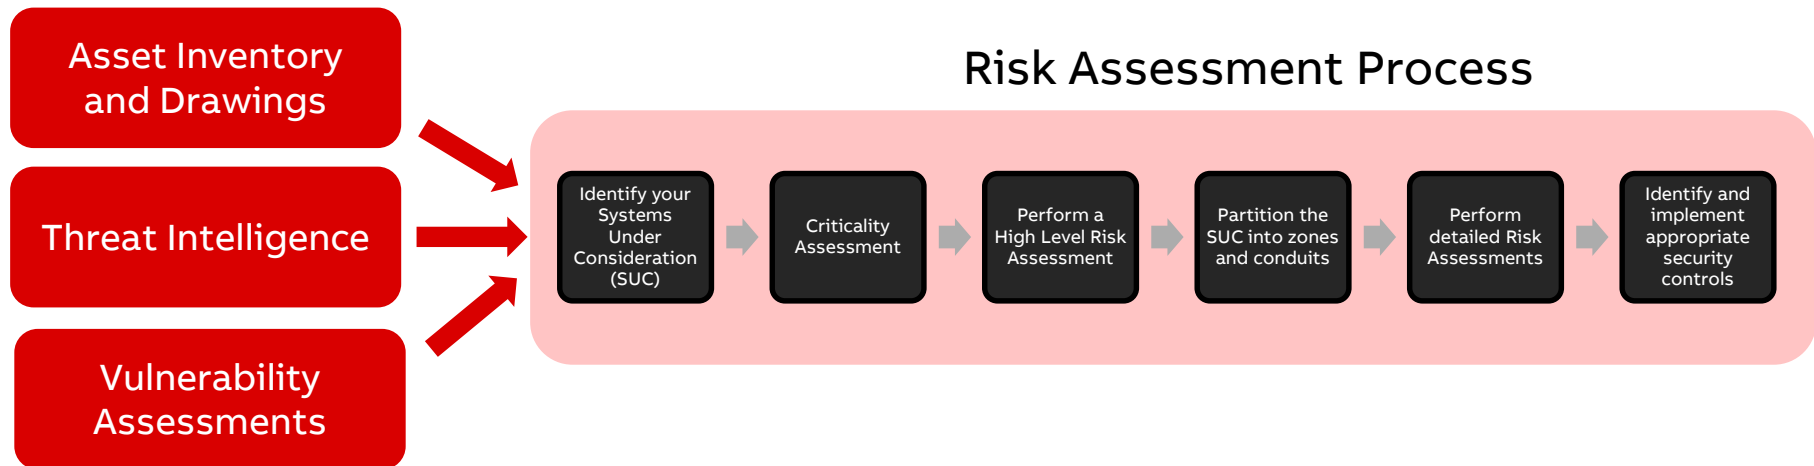 Asset Inventory
and Drawings
Threat Intelligence
Vulnerability
Assessments
Risk Assessment Process
Identify your
Systems
Under
Consideration
(SUC)
Criticality
Assessment
Perform a
High Level Risk
Assessment
Partition the
SUC into zones
and conduits
Perform
detailed Risk
Assessments
Identify and
implement
appropriate
security
controls